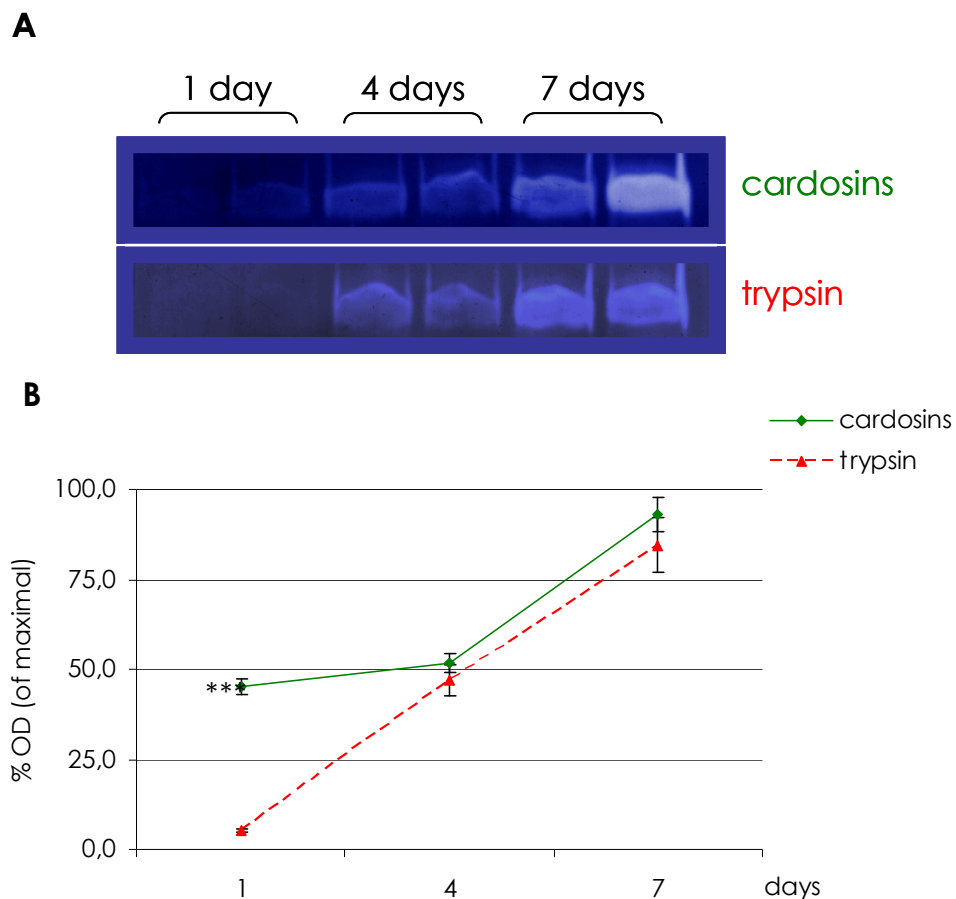 A
1 day 4 days 7 days
cardosins
trypsin
B
cardosins
trypsin
100,0
75,0
50,0
25,0
0,0
% OD (of maximal)
***
1 4 7 days